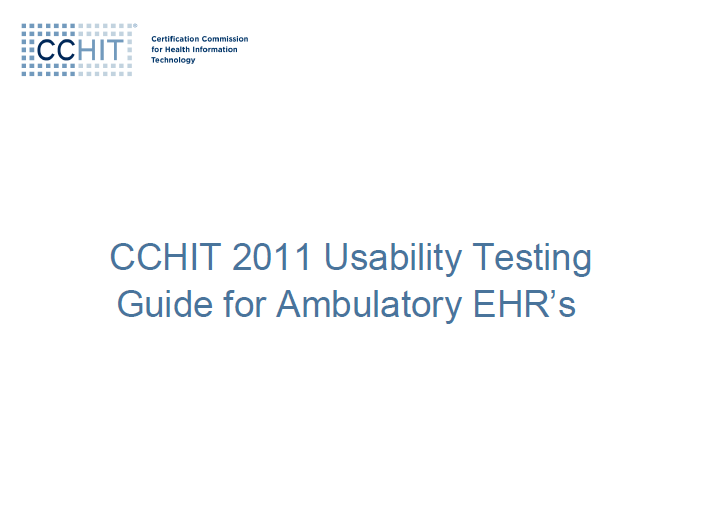 CCHIT
Certification Commission
for Health Information
Technology
CCHIT 2011 Usability Testing
Guide for Ambulatory EHR’s